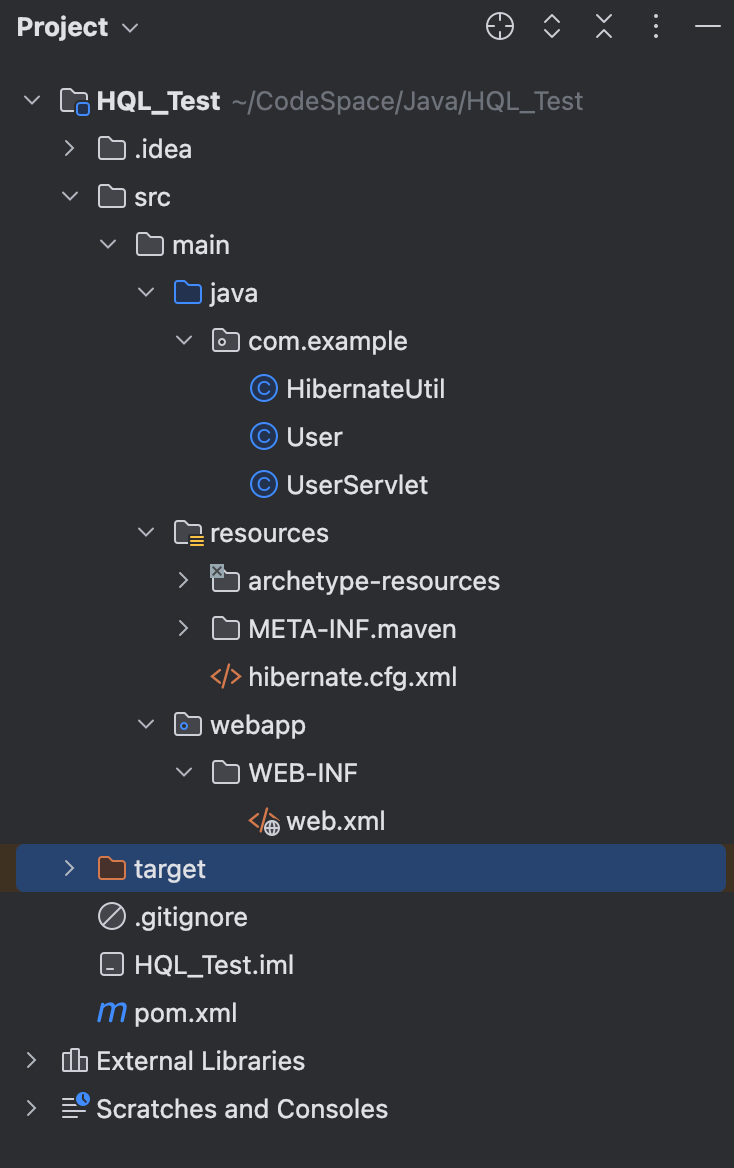 Project
HQL_Test ~/CodeSpace/Java/HQL_Test
.idea
src
main
java
com.example
HibernateUtil
User
UserServlet
resources
archetype-resources
META-INF.maven
hibernate.cfg.xml
webapp
WEB-INF
web.xml
target
.gitignore
HQL_Test.iml
pom.xml
External Libraries
Scratches and Consoles